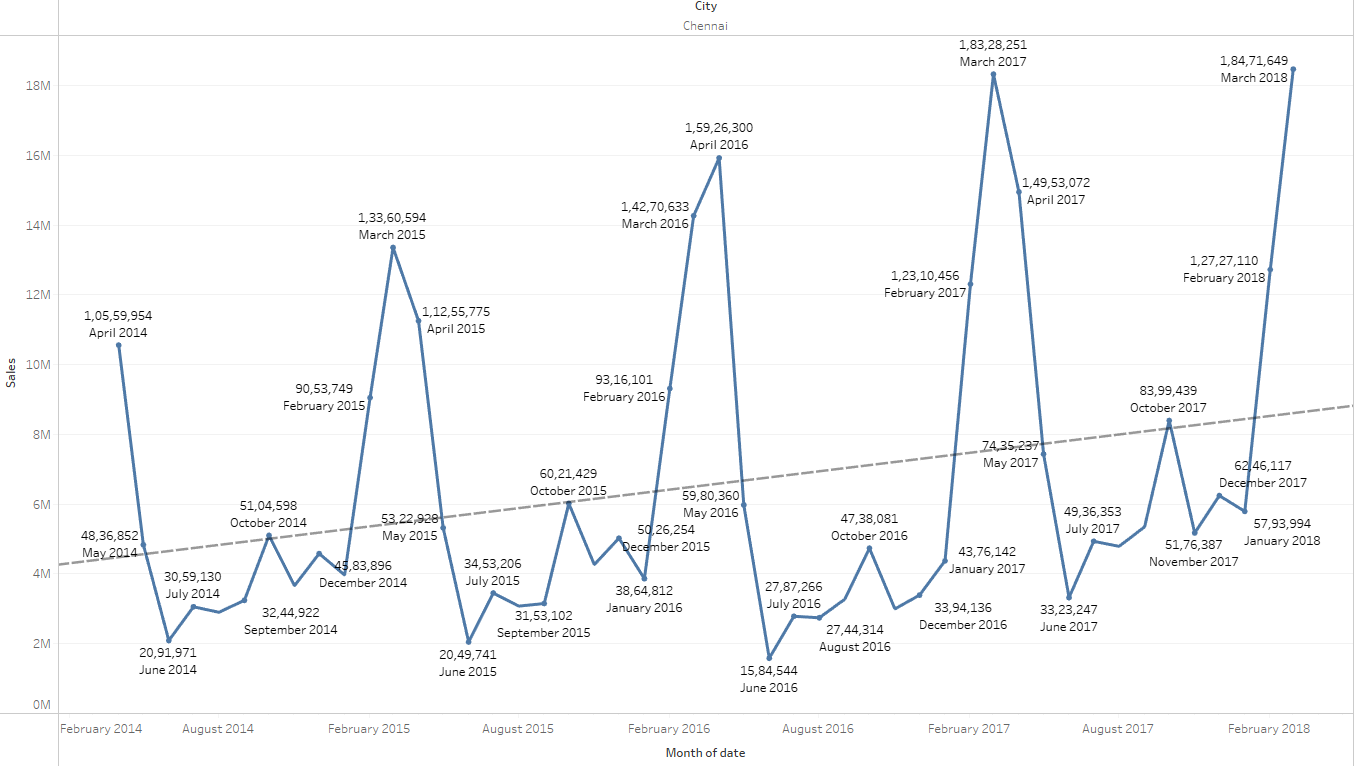 City
Chennai
Sales
18M
16M
14M
12M
10M
8M
6M
4M
2M
0M
1,05,59,954
April 2014
48,36,852
May 2014
20,91,971
June 2014
30,59,130
July 2014
32,44,922
September 2014
51,04,598
October 2014
45,83,896
December 2014
90,53,749
February 2015
1,33,60,594
March 2015
1,12,55,775
April 2015
53,22,928
May 2015
20,49,741
June 2015
34,53,206
July 2015
31,53,102
September 2015
60,21,429
October 2015
50,26,254
December 2015
38,64,812
January 2016
93,16,101
February 2016
1,42,70,633
March 2016
1,59,26,300
April 2016
59,80,360
May 2016
15,84,544
June 2016
27,87,266
July 2016
27,44,314
August 2016
47,38,081
October 2016
33,94,136
December 2016
43,76,142
January 2017
1,23,10,456
February 2017
1,83,28,251
March 2017
1,49,53,072
April 2017
74,35,237
May 2017
33,23,247
June 2017
49,36,353
July 2017
83,99,439
October 2017
51,76,387
November 2017
62,46,117
December 2017
57,93,994
January 2018
1,27,27,110
February 2018
1,84,71,649
March 2018
February 2014
August 2014
February 2015
August 2015
February 2016
August 2016
February 2017
August 2017
February 2018
Month of date